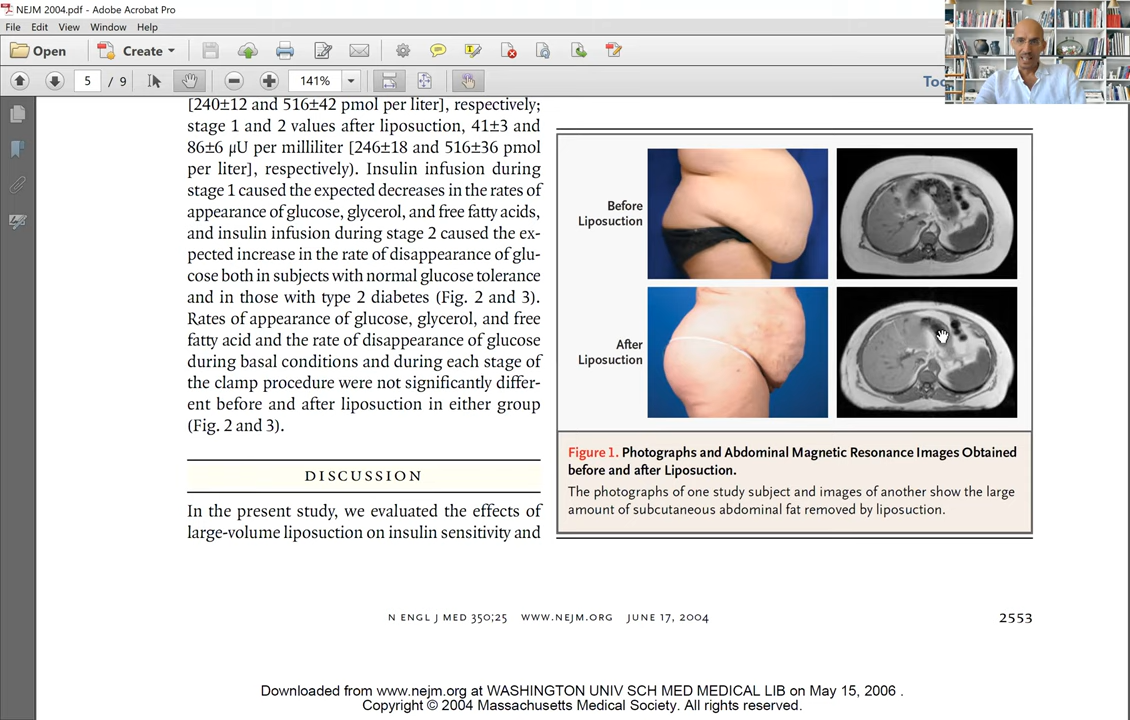 NEJM 2004.pdf - Adobe Acrobat Pro
File Edit View Window Help
Open Create
5 / 9 141%
[240±12 and 516±42 pmol per liter], respectively;
stage 1 and 2 values after liposuction, 41±3 and
86±6 μU per milliliter [246±18 and 516±36 pmol
per liter], respectively). Insulin infusion during
stage 1 caused the expected decreases in the rates of
appearance of glucose, glycerol, and free fatty acids,
and insulin infusion during stage 2 caused the ex-
pected increase in the rate of disappearance of glu-
cose both in subjects with normal glucose tolerance
and in those with type 2 diabetes (Fig. 2 and 3).
Rates of appearance of glucose, glycerol, and free
fatty acid and the rate of disappearance of glucose
during basal conditions and during each stage of
the clamp procedure were not significantly differ-
ent before and after liposuction in either group
(Fig. 2 and 3).
DISCUSSION
In the present study, we evaluated the effects of
large-volume liposuction on insulin sensitivity and
Before
Liposuction
After
Liposuction
Figure 1. Photographs and Abdominal Magnetic Resonance Images Obtained
before and after Liposuction.
The photographs of one study subject and images of another show the large
amount of subcutaneous abdominal fat removed by liposuction.
N ENGL J MED 350;25 WWW.NEJM.ORG JUNE 17, 2004
2553
Downloaded from www.nejm.org at WASHINGTON UNIV SCH MED MEDICAL LIB on May 15, 2006 .
Copyright © 2004 Massachusetts Medical Society. All rights reserved.